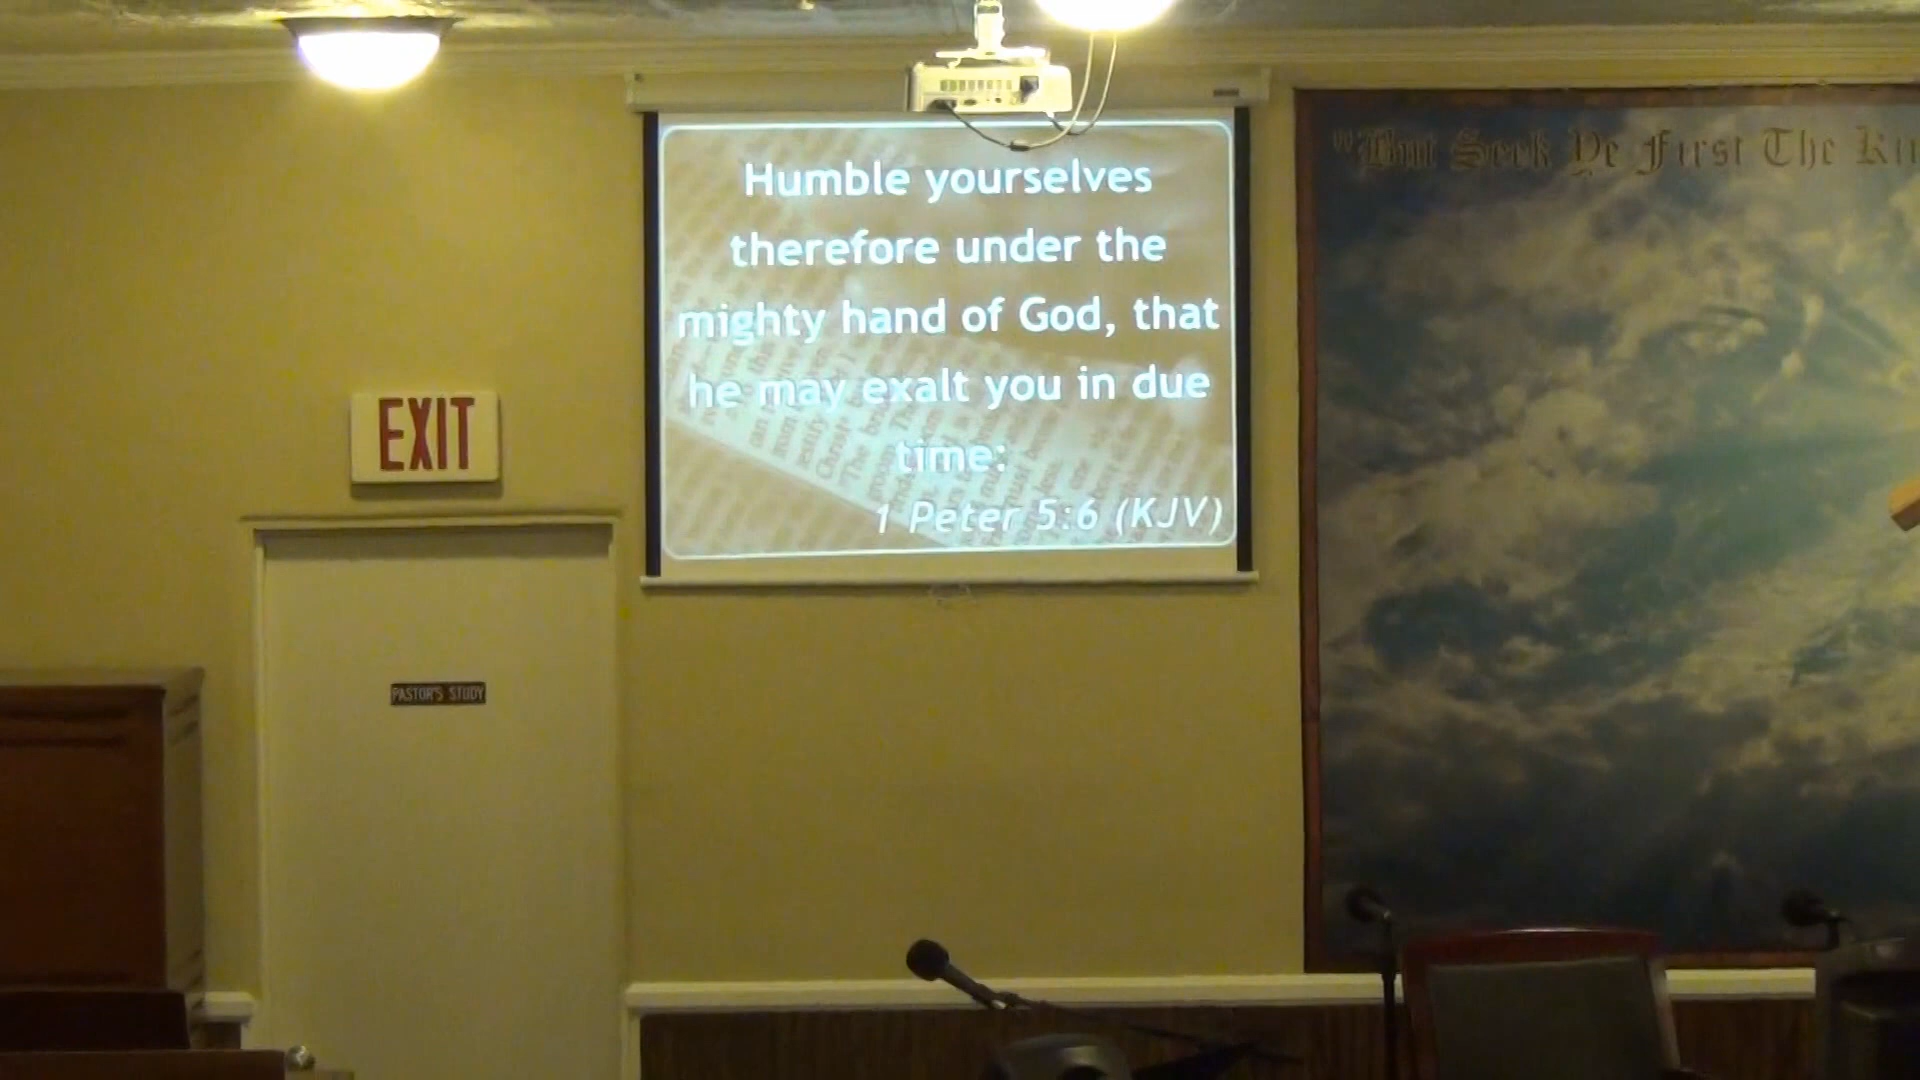 "But Seek Ye First The
Humble yourselves
therefore under the
mighty hand of God, that
he may exalt you in due
time:
1 Peter 5:6 (KJV)
EXIT
PASTOR'S STUDY